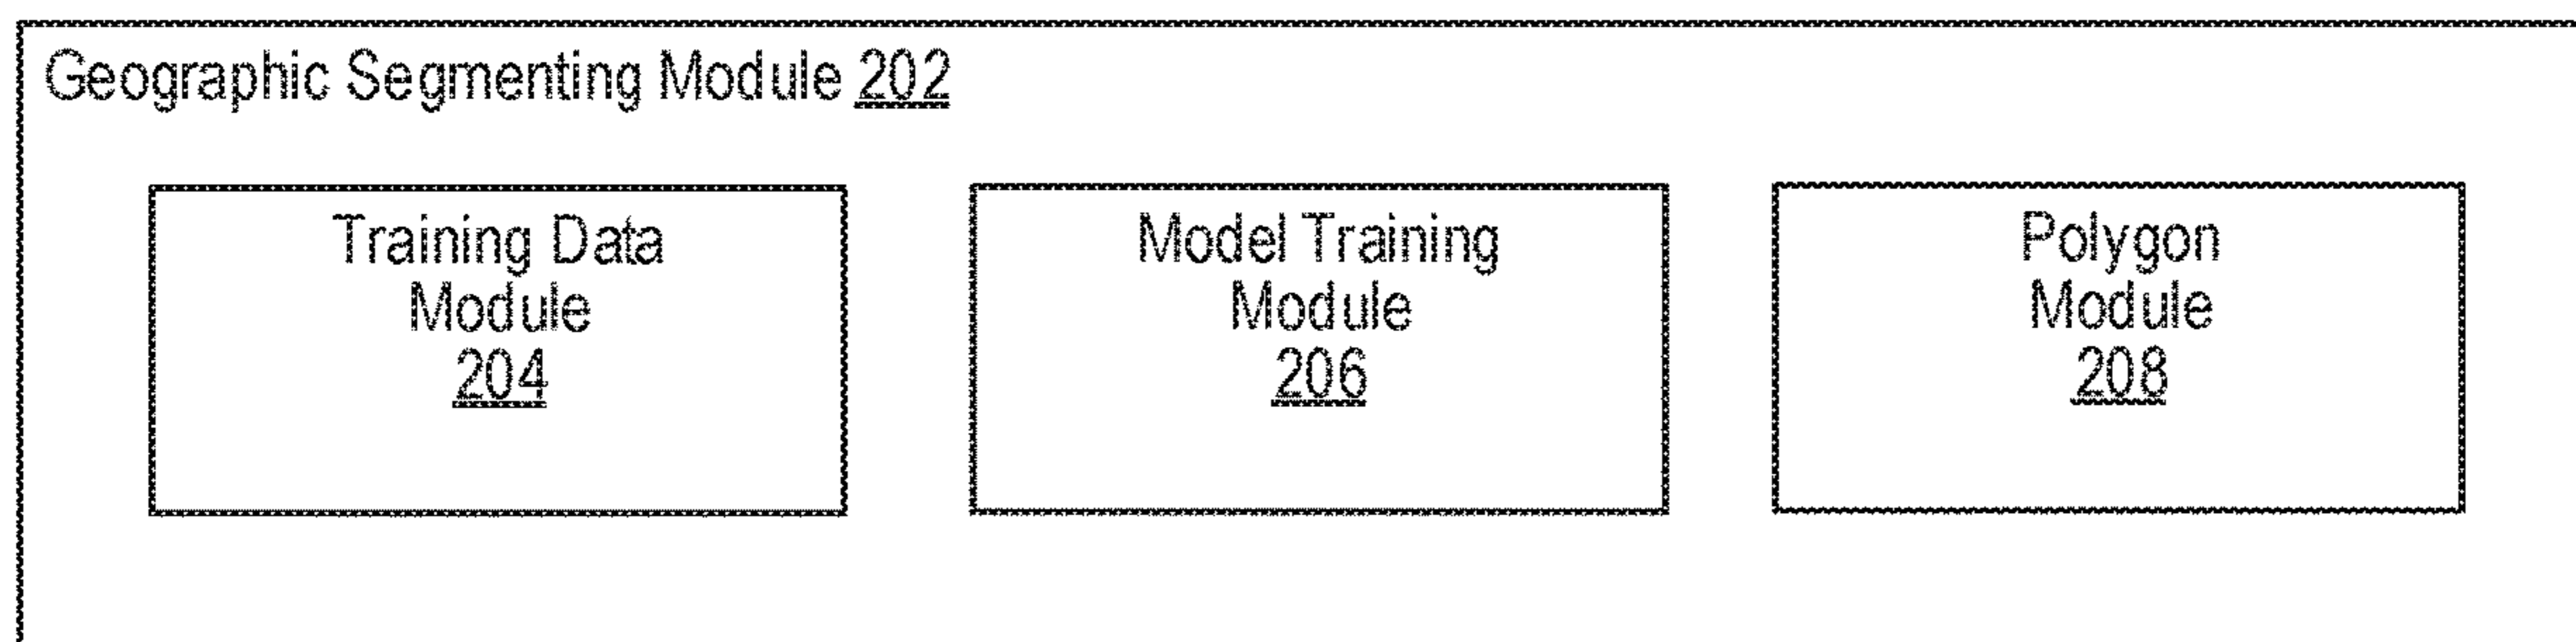 Geographic Segmenting Module 202
Training Data
Module
204
Model Training
Module
206
Polygon
Module
208